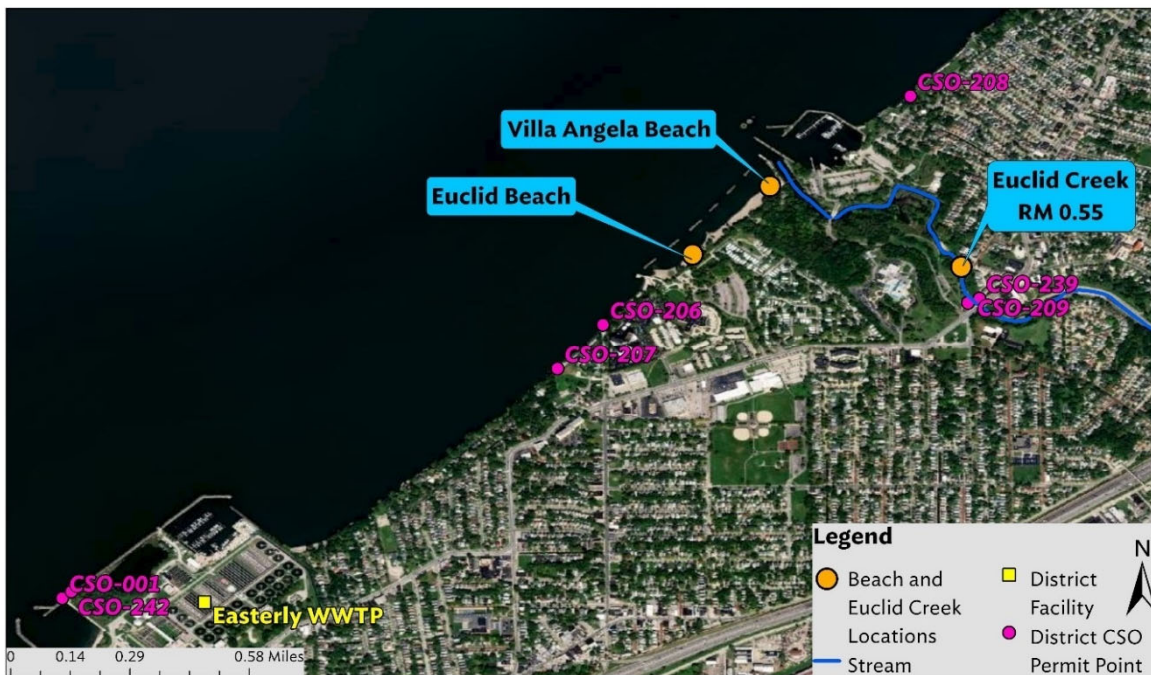 CSO-208
Villa Angela Beach
Euclid Beach
Euclid Creek
RM 0.55
CSO-239
CSO-209
CSO-206
CSO-207
CSO-001
CSO-242
Easterly WWTP
0 0.14 0.29 0.58 Miles
Legend
Beach and
Euclid Creek
Locations
Stream
District
Facility
District CSO
Permit Point
N